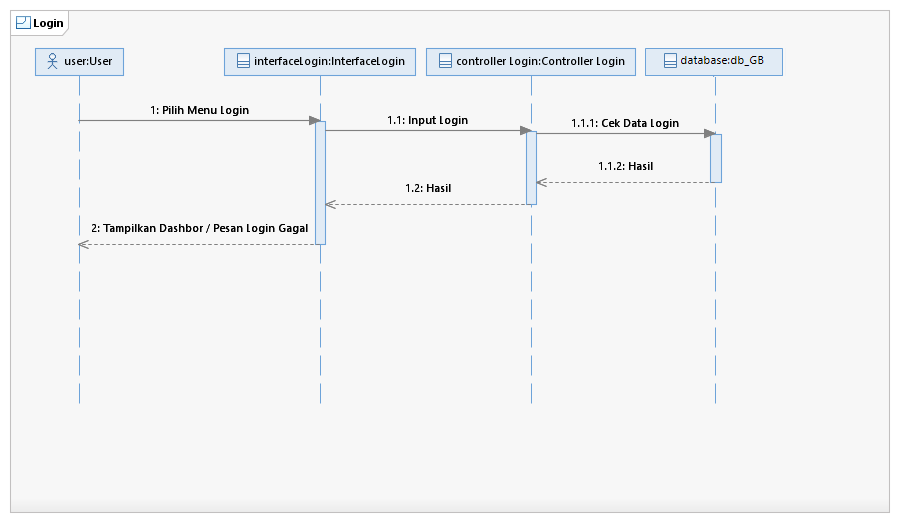 Login
user:User
interfaceLogin:InterfaceLogin
controller Login:Controller Login
database:db_GB
1: Pilih Menu Login
1.1: Input login
1.1.1: Cek Data login
1.1.2: Hasil
1.2: Hasil
2: Tampilkan Dashbor / Pesan Login Gagal